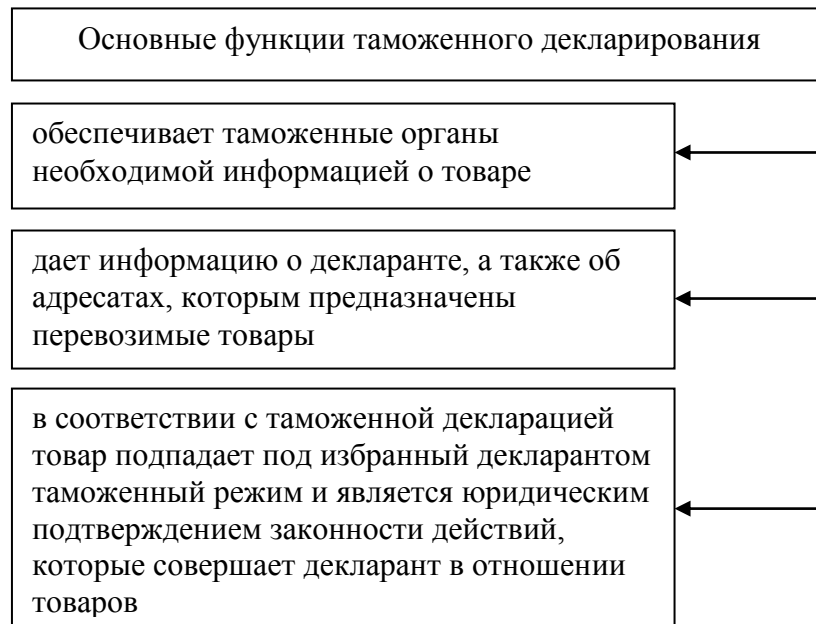 Основные функции таможенного декларирования
обеспечивает таможенные органы
необходимой информацией о товаре
дает информацию о декларанте, а также об
адресатах, которым предназначены
перевозимые товары
в соответствии с таможенной декларацией
товар подпадает под избранный декларантом
таможенный режим и является юридическим
подтверждением законности действий,
которые совершает декларант в отношении
товаров